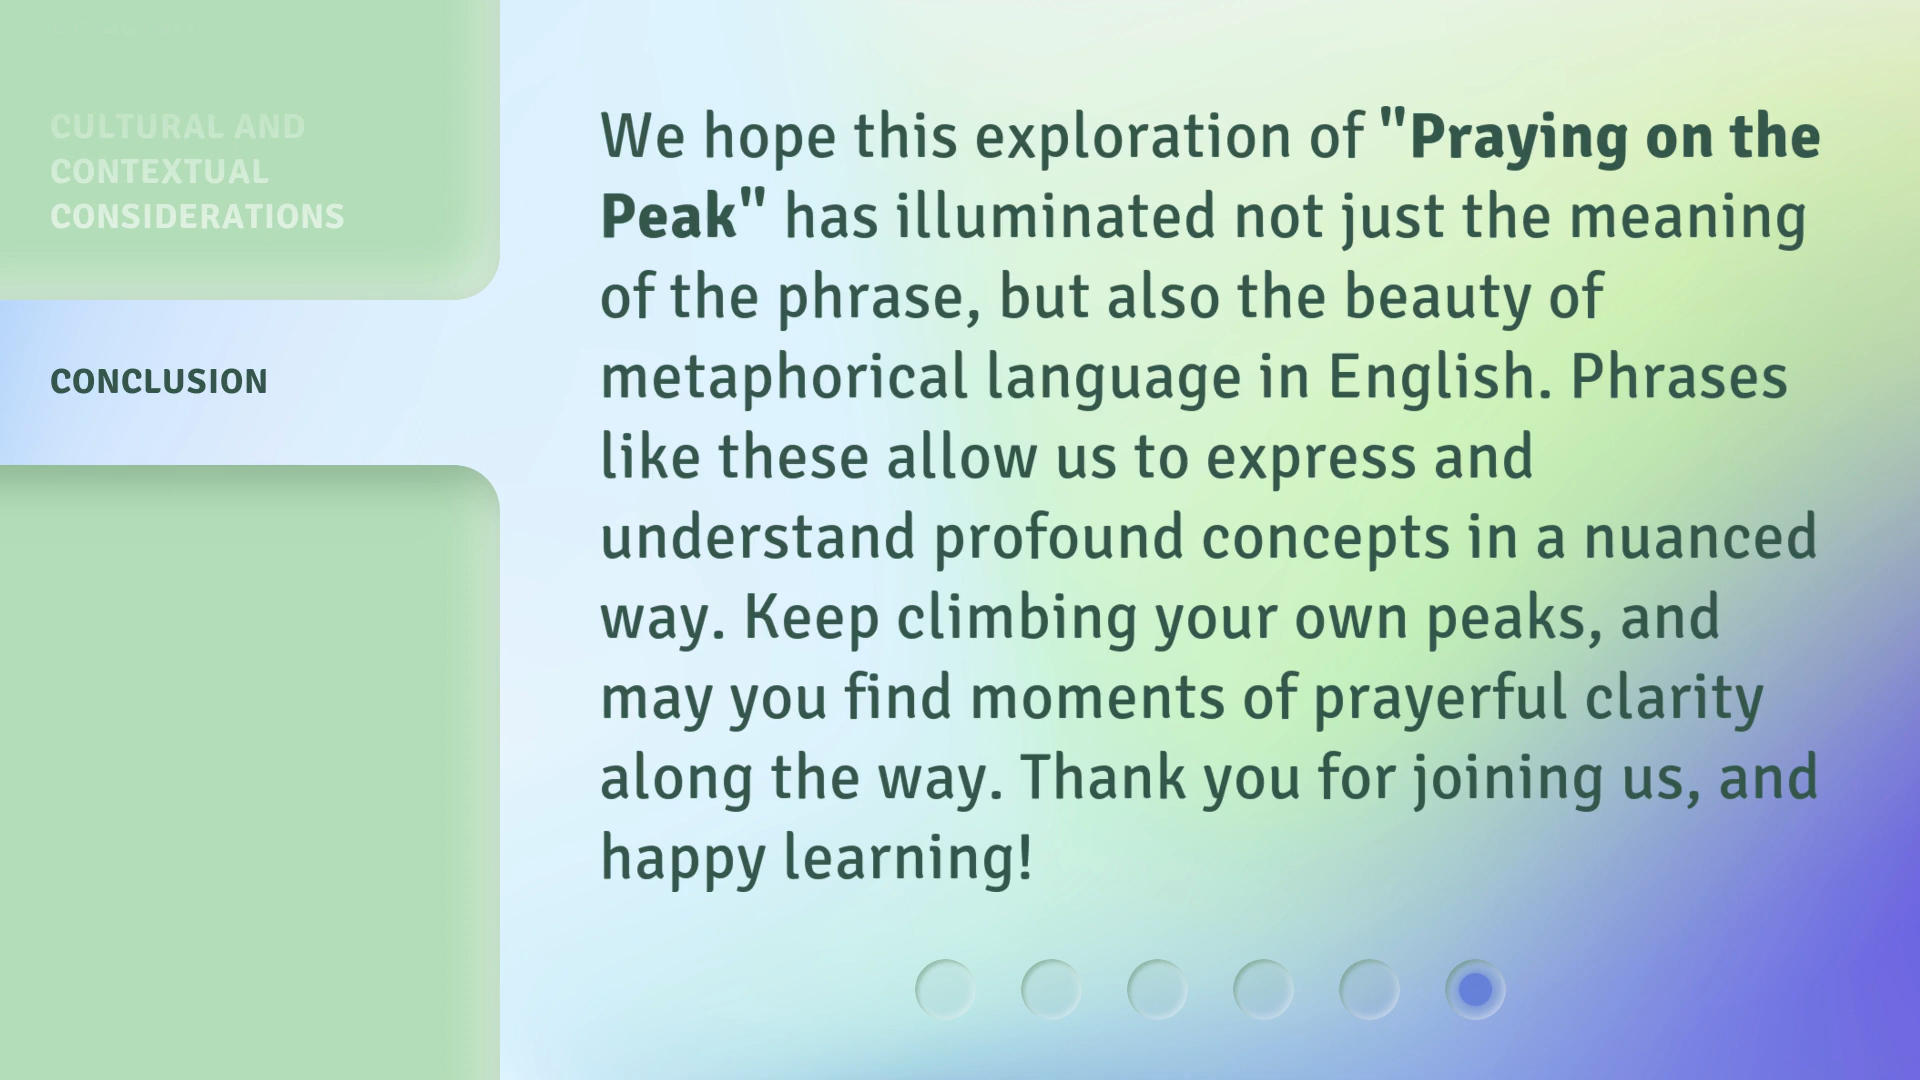 CULTURAL AND
CONTEXTUAL
CONSIDERATIONS
CONCLUSION
We hope this exploration of "Praying on the
Peak" has illuminated not just the meaning
of the phrase, but also the beauty of
metaphorical language in English. Phrases
like these allow us to express and
understand profound concepts in a nuanced
way. Keep climbing your own peaks, and
may you find moments of prayerful clarity
along the way. Thank you for joining us, and
happy learning!